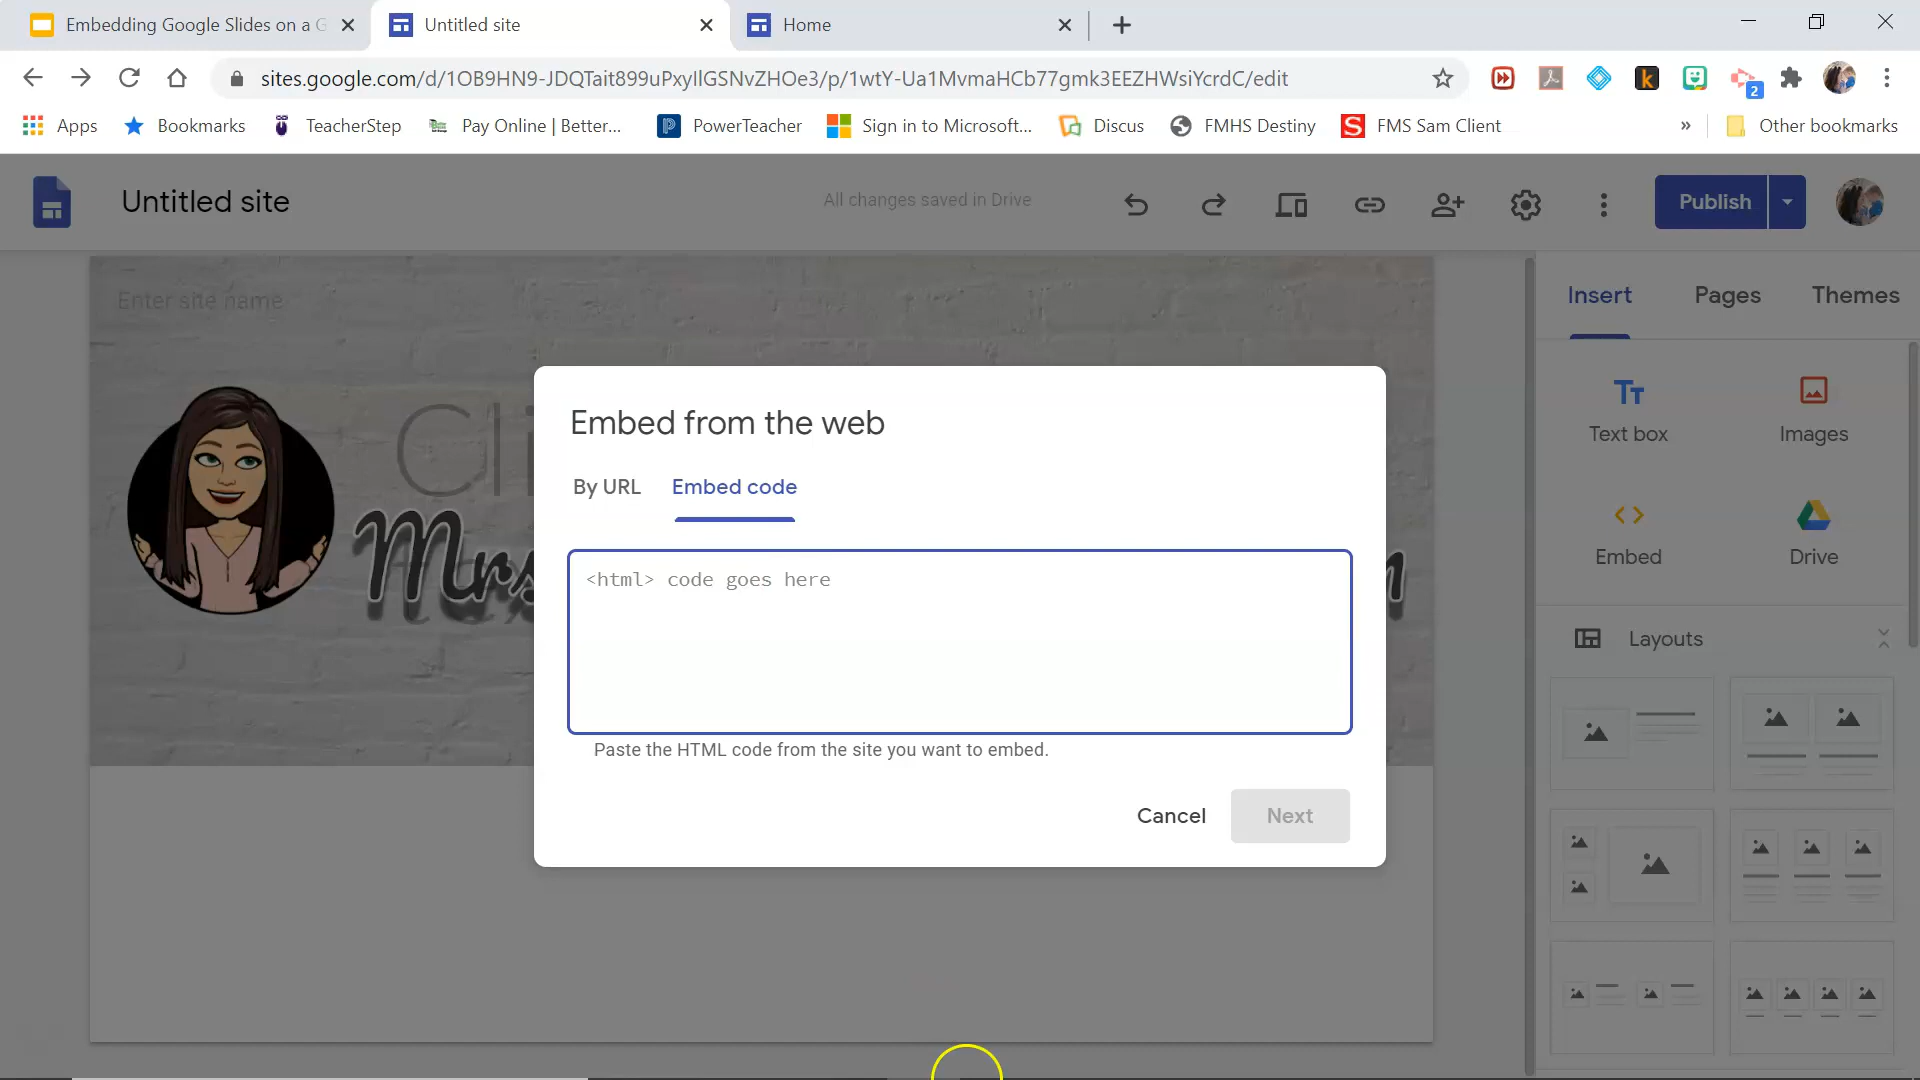 Embedding Google Slides on a G
Untitled site
Home
sites.google.com/d/1OB9HN9-JDQTait899uPxyIlGSNvZHOe3/p/1wtY-Ua1MvmaHCb77gmk3EEZHWsiYcrdC/edit
2
Apps
Bookmarks
TeacherStep
Pay Online | Better...
PowerTeacher
Sign in to Microsoft...
Discus
FMHS Destiny
FMS Sam Client
»
Other bookmarks
Untitled site
All changes saved in Drive
Publish
Enter site name
Insert
Pages
Themes
Cli
Mrs
Embed from the web
By URL
Embed code
<html> code goes here
Paste the HTML code from the site you want to embed.
Cancel
Next
Text box
Images
Embed
Drive
Layouts